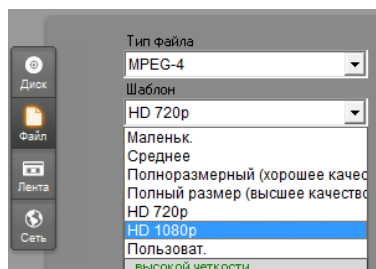 Тип файла
MPEG-4
Шаблон
HD 720p
Маленьк.
Среднее
Полноразмерный (хорошее качес
Полный размер (высшее качество
HD 720p
HD 1080p
Пользоват.
высокой четкости
Диск
Файл
Лента
Сеть